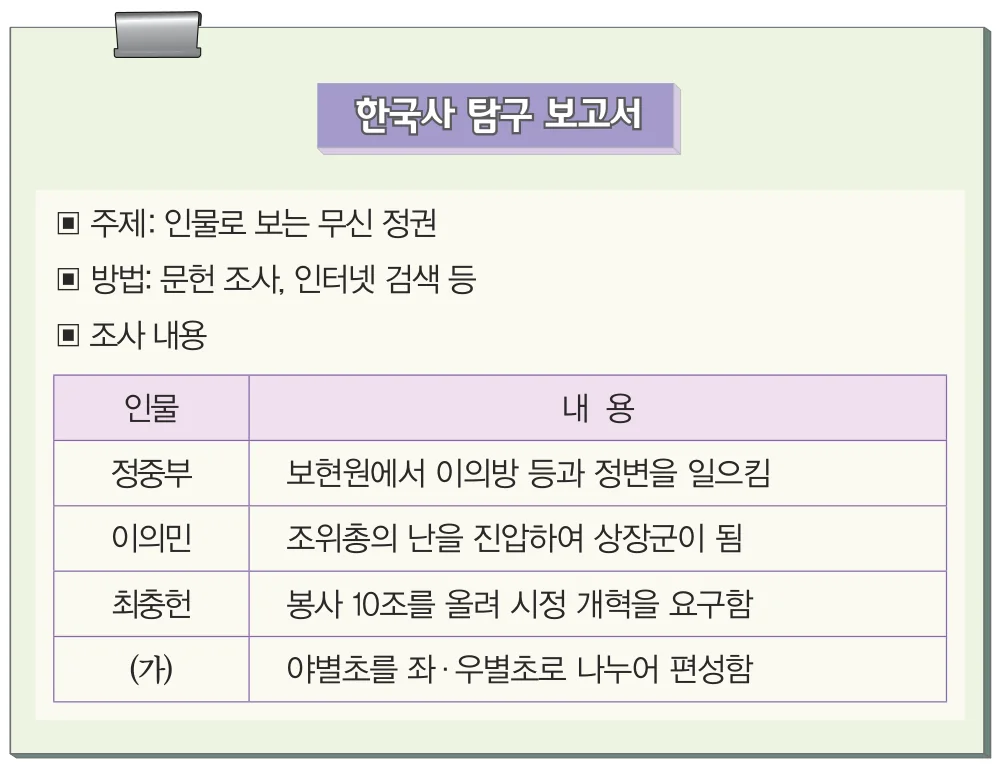 한국사 탐구 보고서
▣ 주제: 인물로 보는 무신 정권
▣ 방법: 문헌 조사, 인터넷 검색 등
▣ 조사 내용
인물 내 용
정중부 보현원에서 이의방 등과 정변을 일으킴
이의민 조위총의 난을 진압하여 상장군이 됨
최충헌 봉사 10조를 올려 시정 개혁을 요구함
(가) 야별초를 좌·우별초로 나누어 편성함